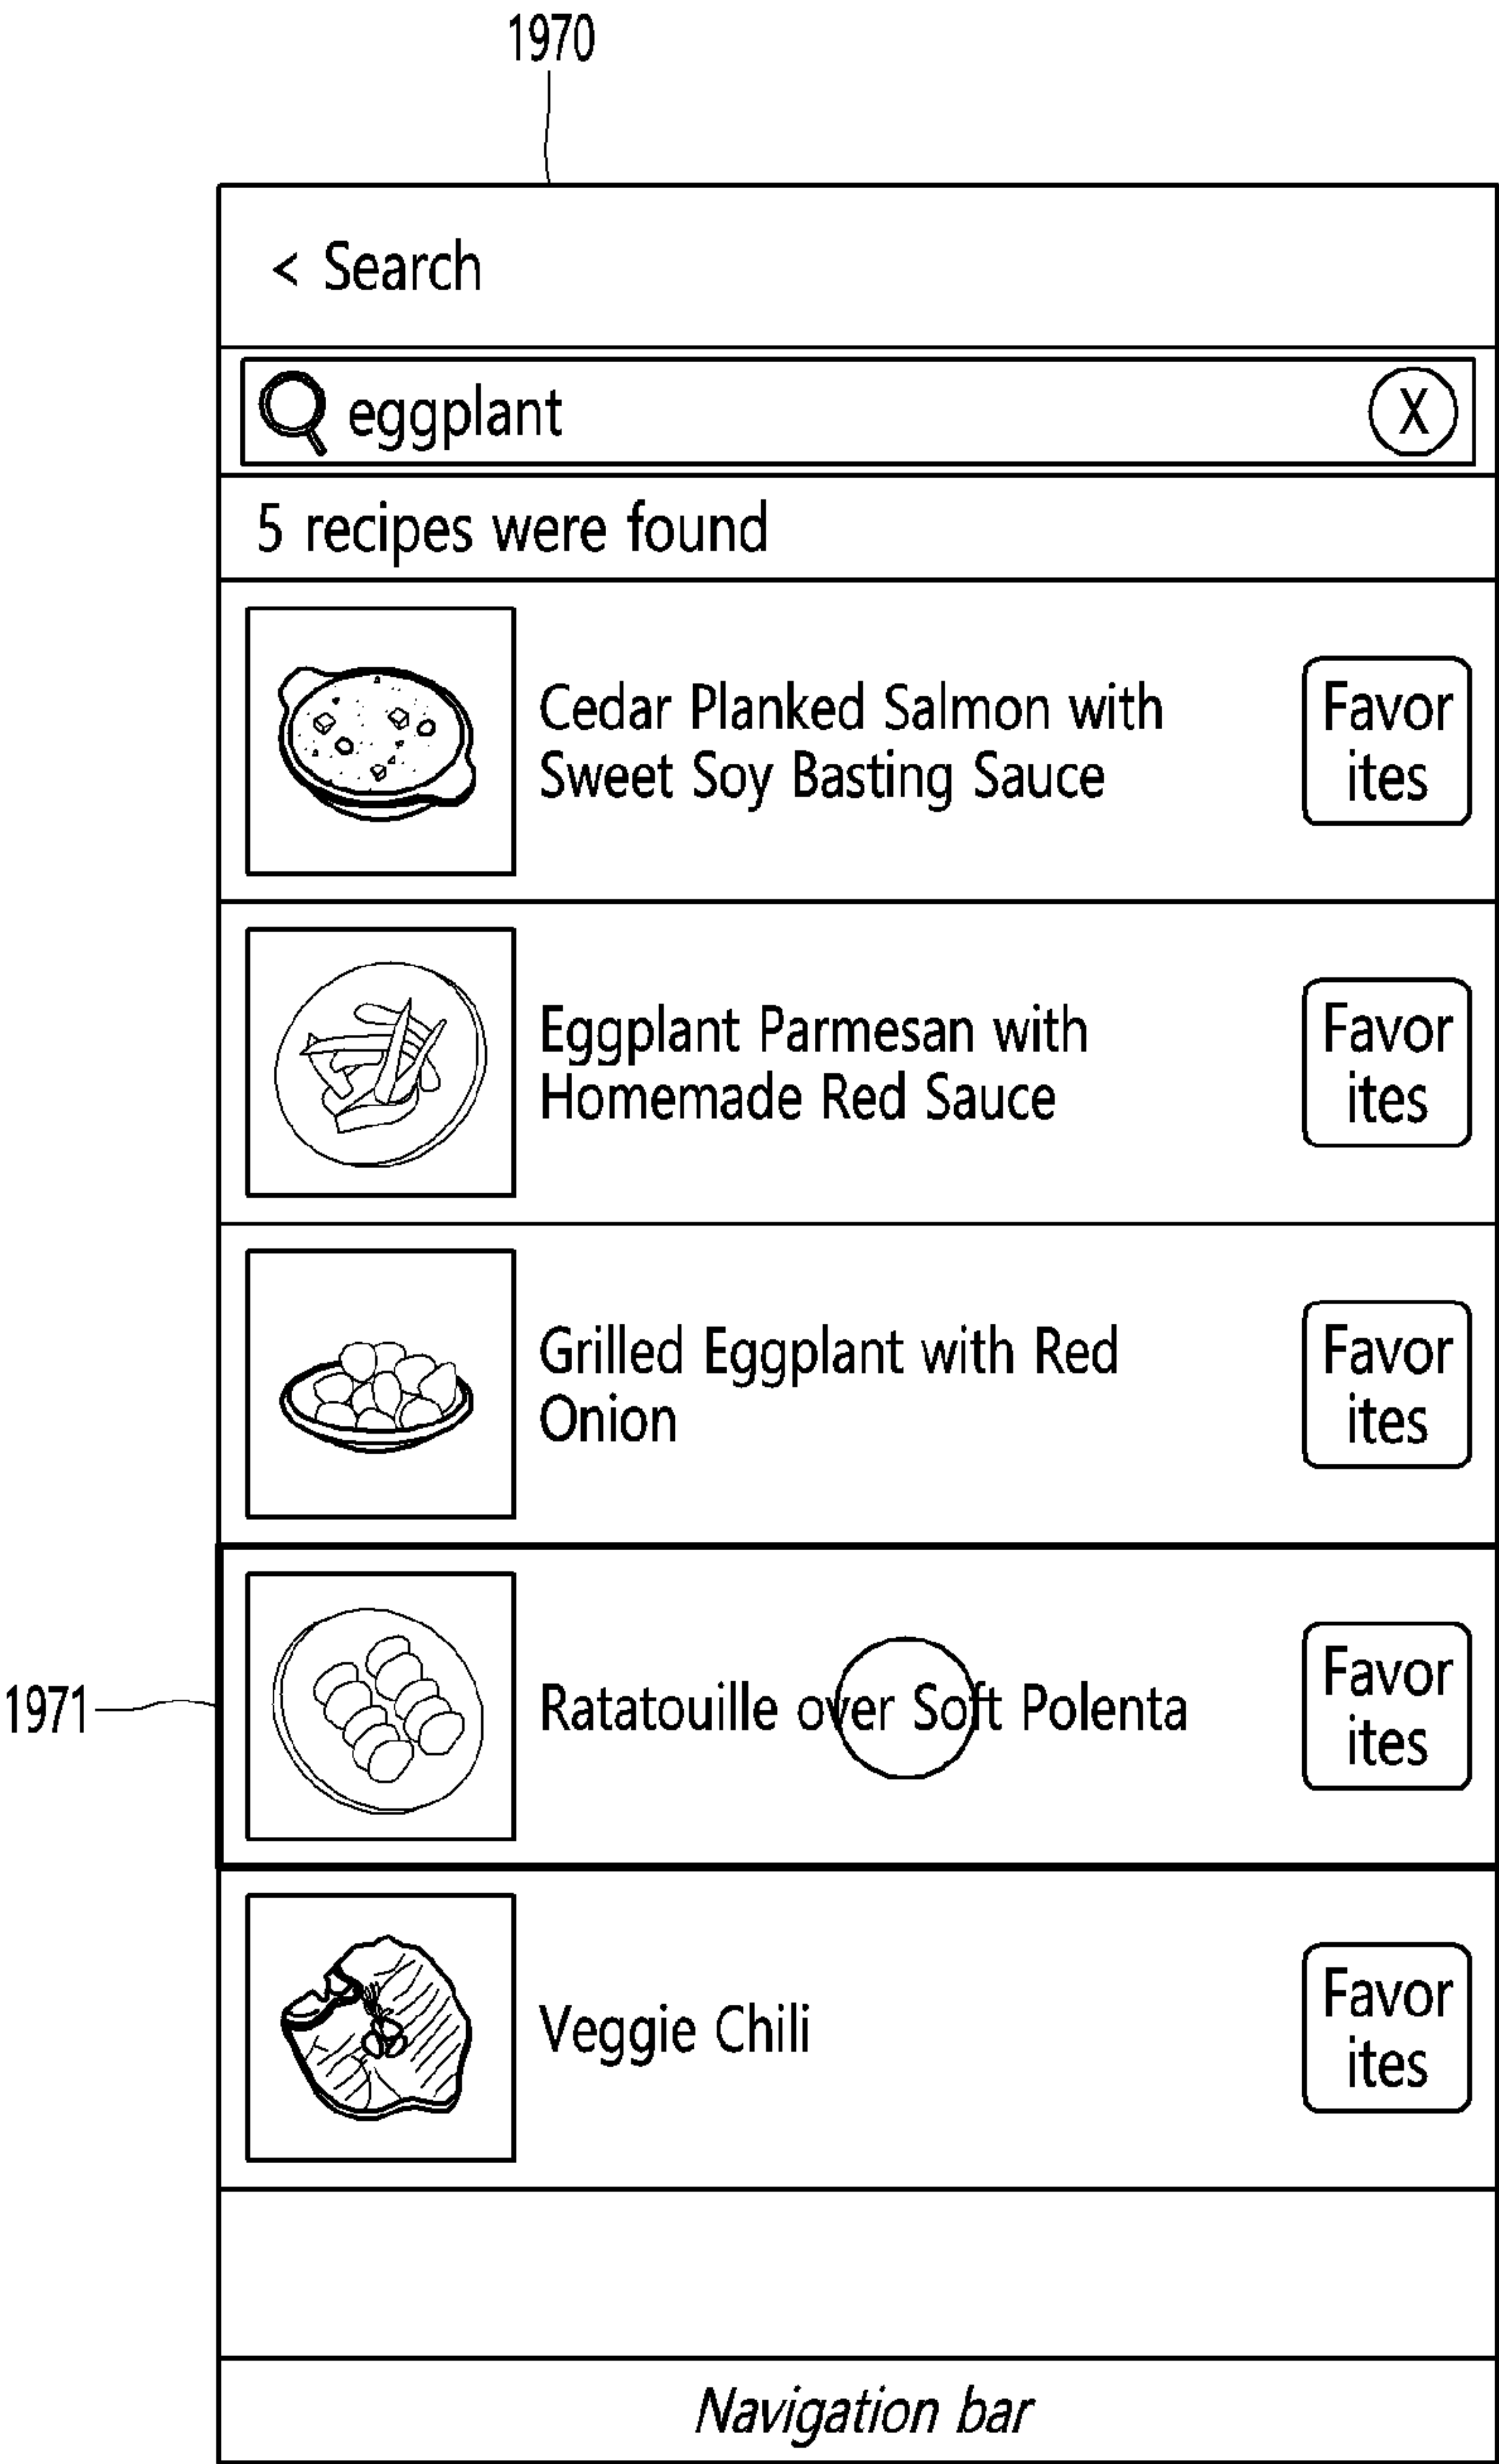 1970
< Search
eggplant
X
5 recipes were found
Cedar Planked Salmon with
Sweet Soy Basting Sauce
Favor
ites
Eggplant Parmesan with
Homemade Red Sauce
Favor
ites
Grilled Eggplant with Red
Onion
Favor
ites
1971
Ratatouille over Soft Polenta
Favor
ites
Veggie Chili
Favor
ites
Navigation bar